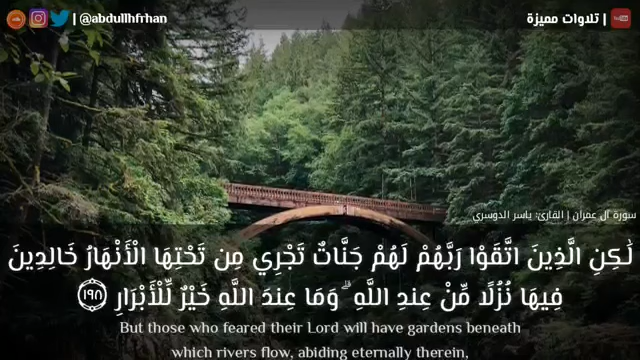 | @abdullhfrhan
تلاوات مميزة |
سورة آل عمران | القارئ: ياسر الدوسري
لَٰكِنِ الَّذِينَ اتَّقَوْا رَبَّهُمْ لَهُمْ جَنَّاتٌ تَجْرِي مِن تَحْتِهَا الْأَنْهَارُ خَالِدِينَ
فِيهَا نُزُلًا مِّنْ عِندِ اللَّهِ ۗ وَمَا عِندَ اللَّهِ خَيْرٌ لِّلْأَبْرَارِ ١٩٨
But those who feared their Lord will have gardens beneath
which rivers flow, abiding eternally therein,